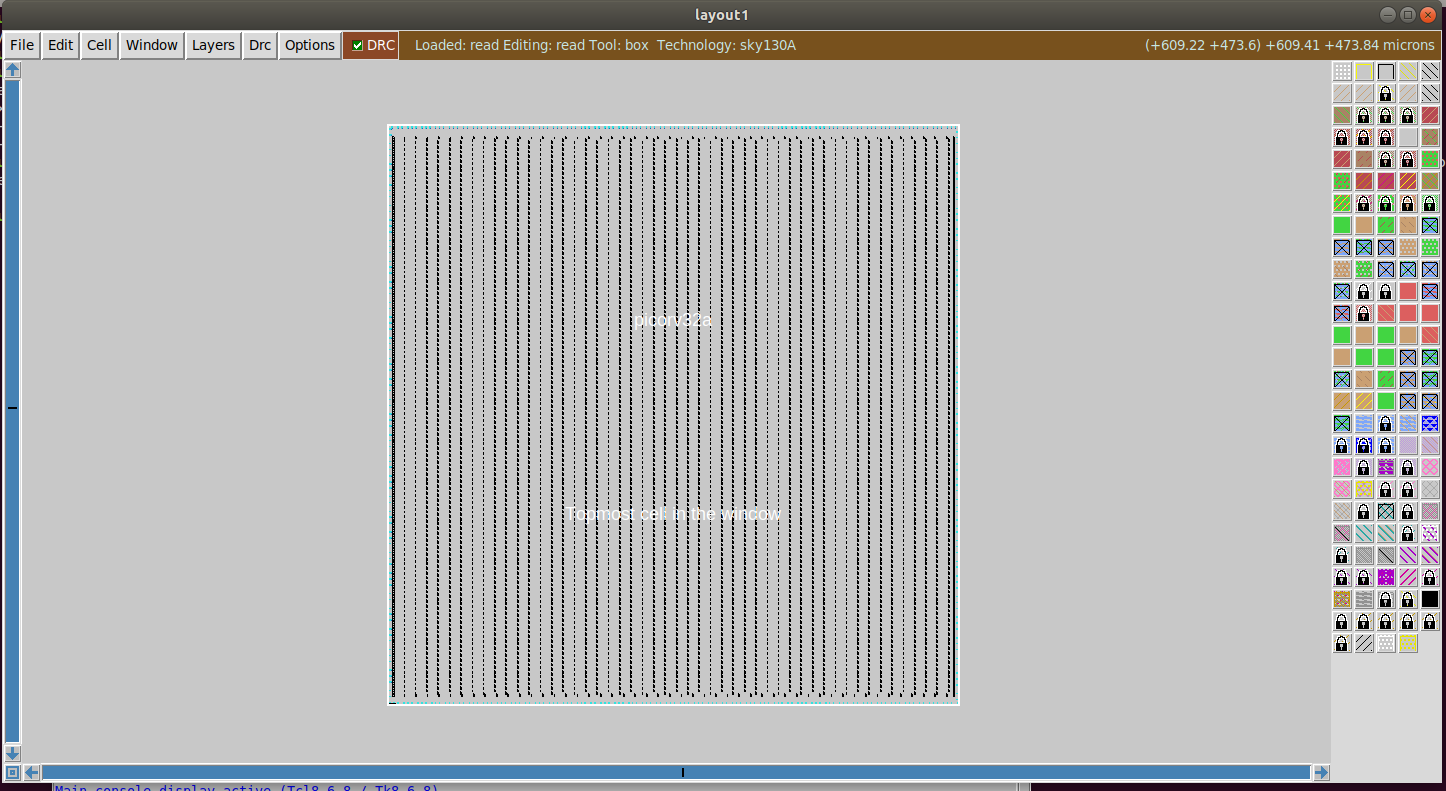 layout1
File Edit Cell Window Layers Drc Options DRC Loaded: read Editing: read Tool: box Technology: sky130A (+609.22 +473.6) +609.41 +473.84 microns
picorv32a
Topmost cell in the window
Main console display active (Tcl8.6.8 / Tk8.6.8)